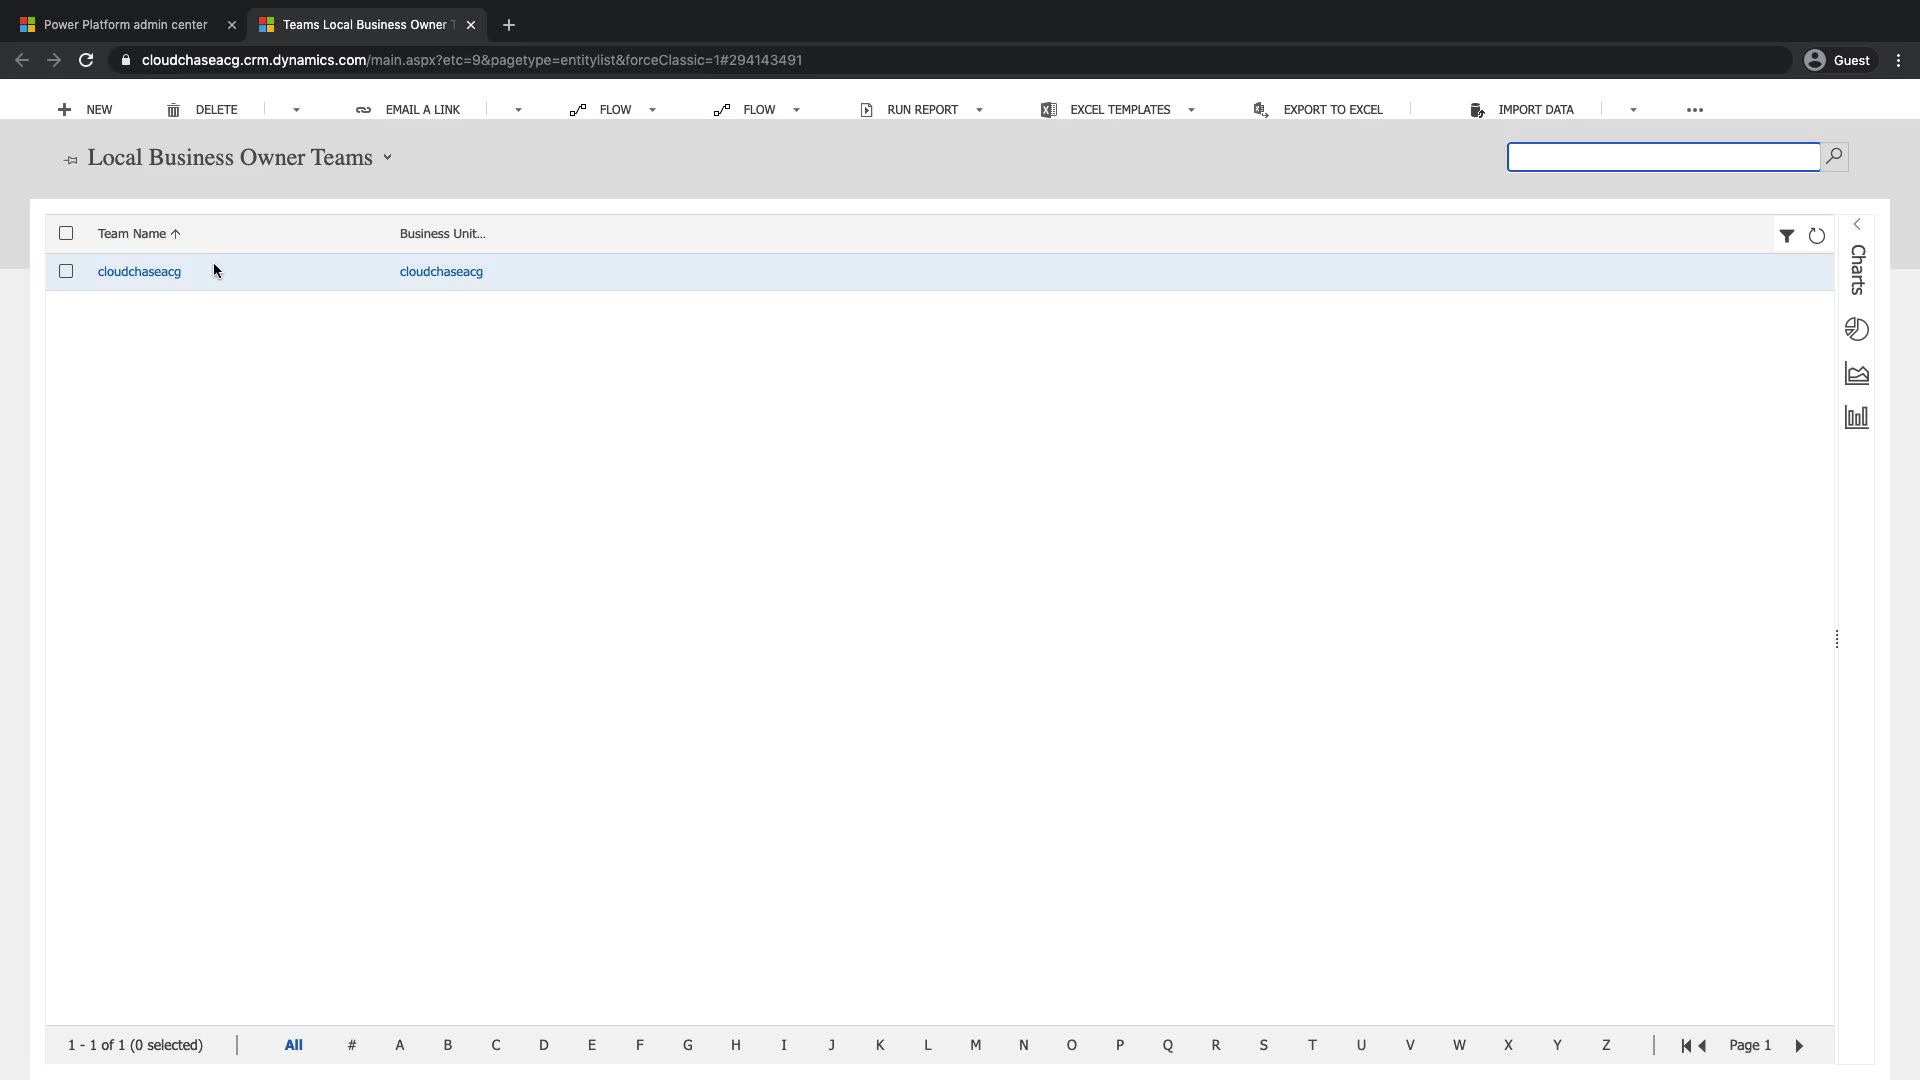 Power Platform admin center
Teams Local Business Owner
cloudchaseacg.crm.dynamics.com/main.aspx?etc=9&pagetype=entitylist&forceClassic=1#294143491
Guest
NEW
DELETE
EMAIL A LINK
FLOW
FLOW
RUN REPORT
EXCEL TEMPLATES
EXPORT TO EXCEL
IMPORT DATA
Local Business Owner Teams
Team Name
Business Unit...
cloudchaseacg
cloudchaseacg
Charts
1 - 1 of 1 (0 selected)
All # A B C D E F G H I J K L M N O P Q R S T U V W X Y Z
Page 1